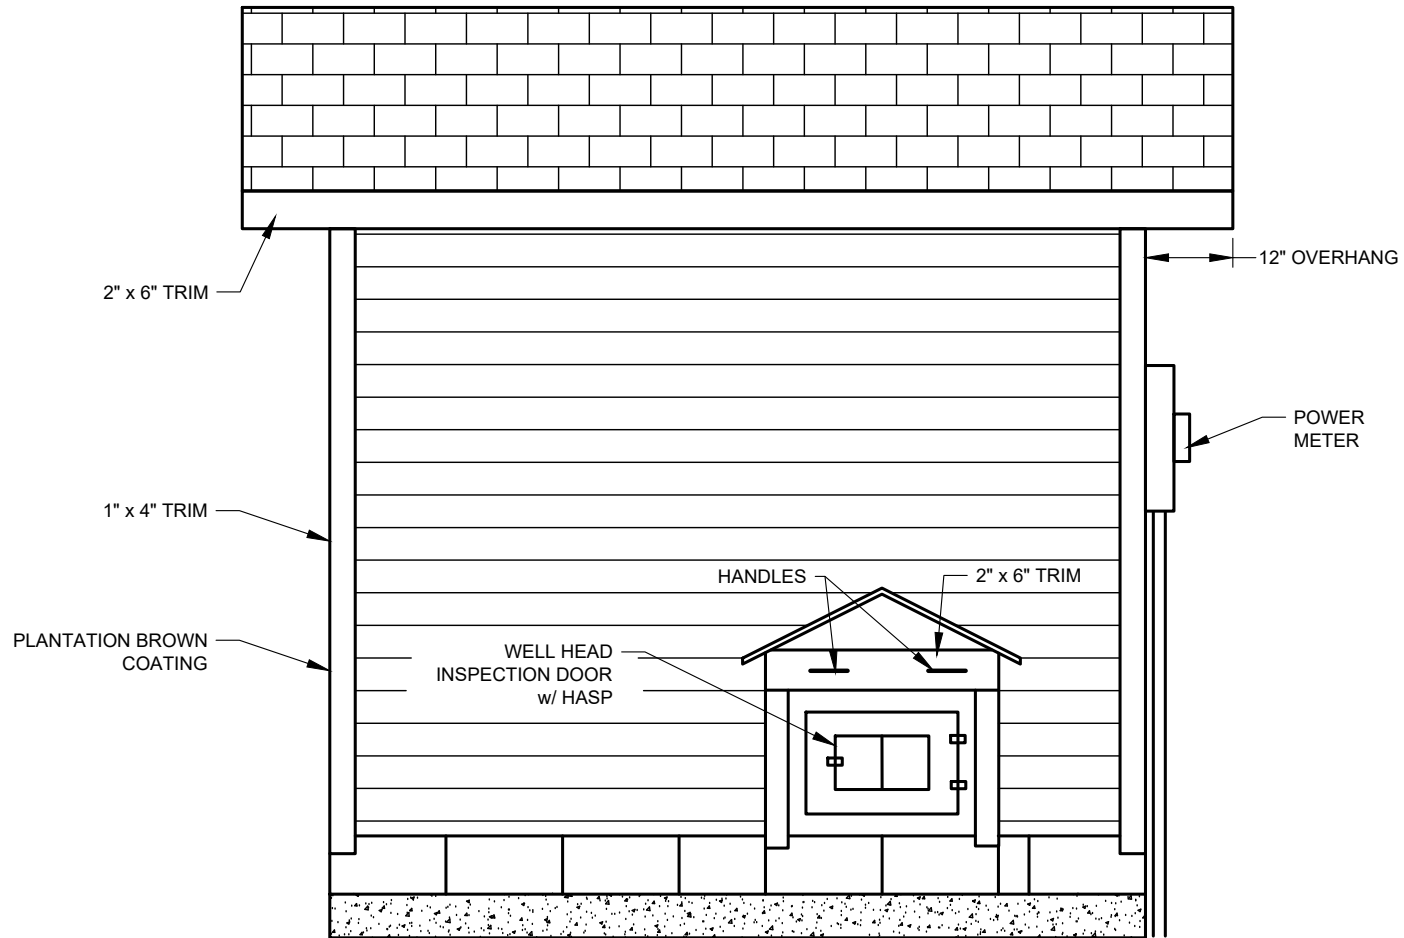 12" OVERHANG
2" x 6" TRIM
POWER
METER
1" x 4" TRIM
HANDLES
2" x 6" TRIM
PLANTATION BROWN
COATING
WELL HEAD
INSPECTION DOOR
w/ HASP